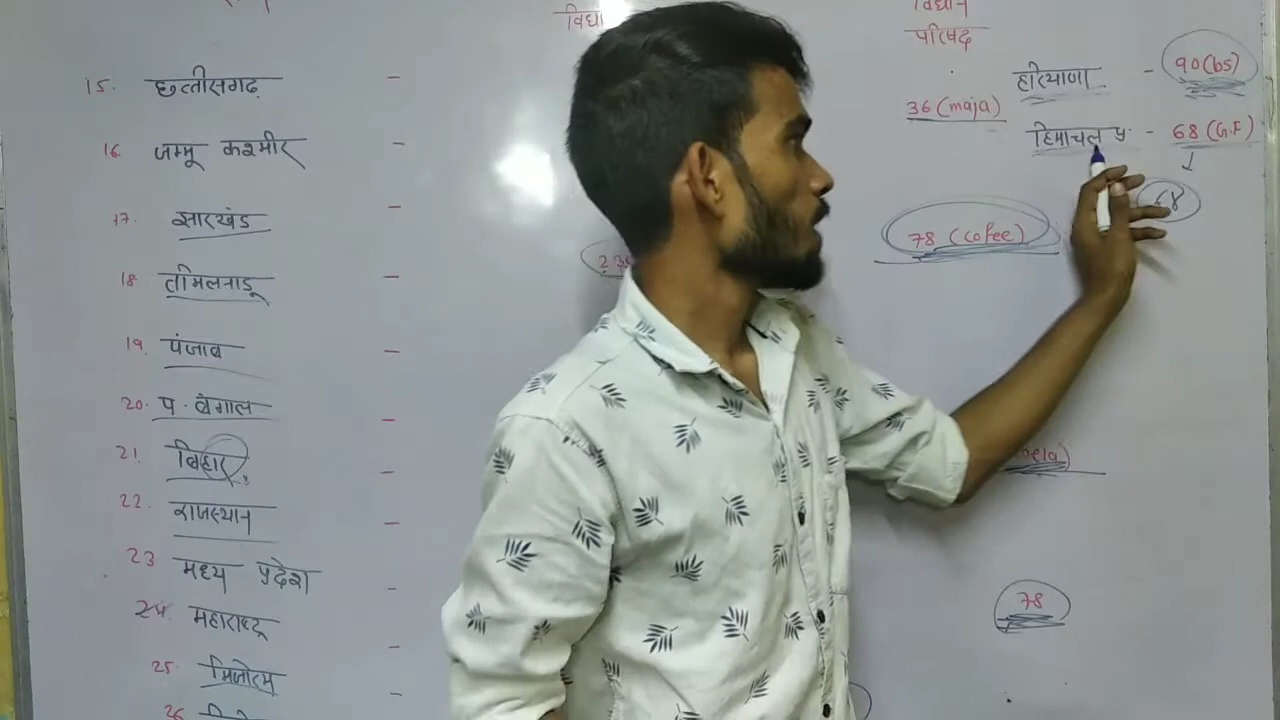 विधान
परिषद
15. छत्तीसगढ़ -
हरियाणा - 90 (bs)
36 (maja)
16. जम्मू कश्मीर -
हिमाचल प्र. - 68 (G.F)
68
17. झारखंड -
78 (cofee)
18. तमिलनाडू -
19. पंजाब -
20. प. बंगाल -
21. बिहार -
22. राजस्थान -
23 मध्य प्रदेश -
78
24. महाराष्ट्र -
25. मिजोरम -
26